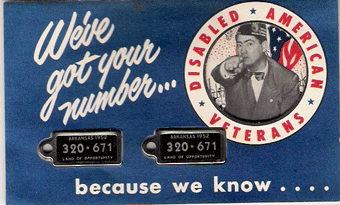 We've
got your
number...
DISABLED AMERICAN
VETERANS
ARKANSAS 1952
320·671
LAND OF OPPORTUNITY
ARKANSAS 1952
320·671
LAND OF OPPORTUNITY
because we know . . . .